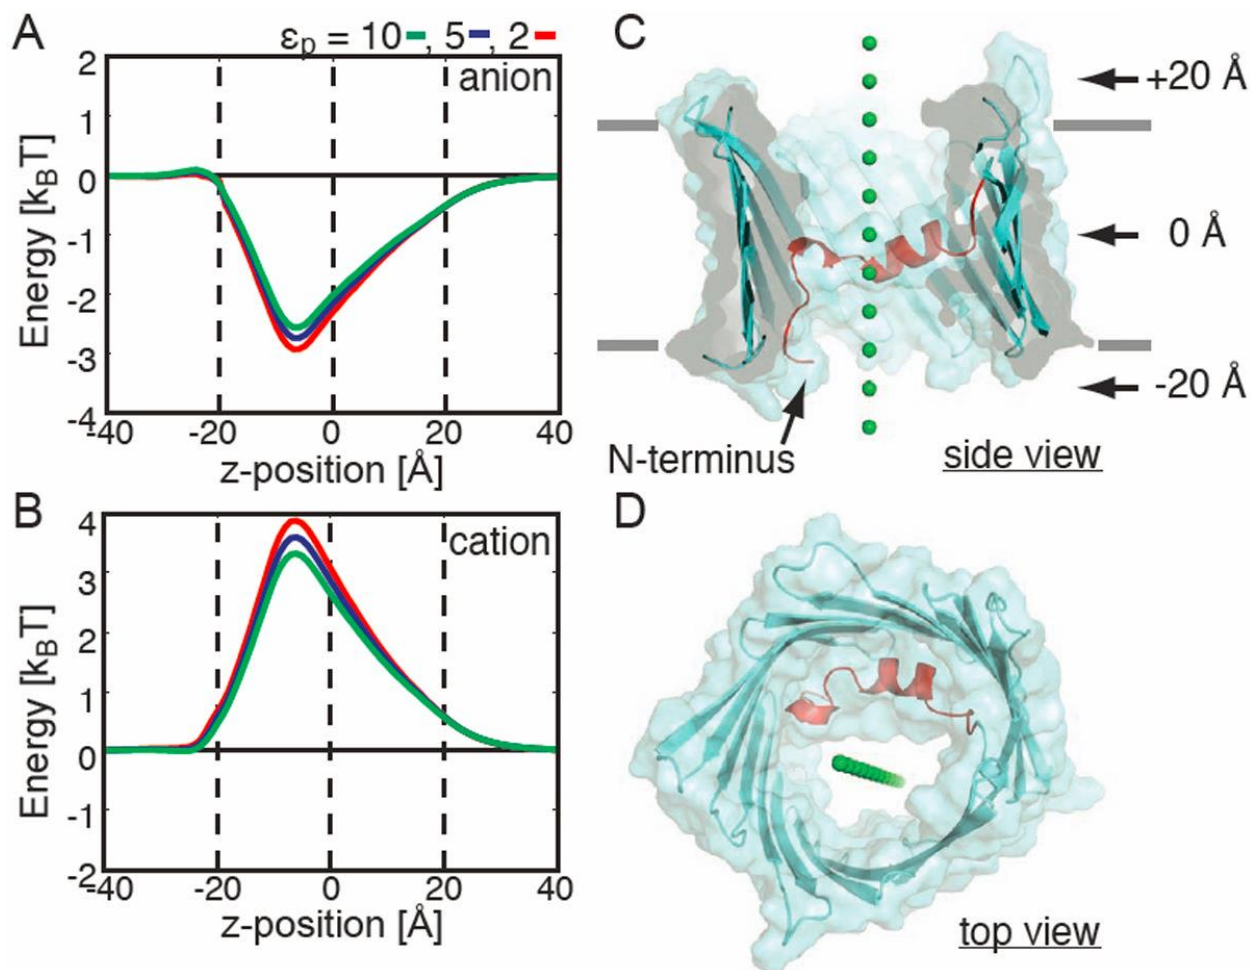 A
εp = 10, 5, 2
anion
2
1
0
-1
-2
-3
-4
Energy [kBT]
-40 -20 0 20 40
z-position [Å]
B
cation
4
3
2
1
0
-1
-2
Energy [kBT]
-40 -20 0 20 40
z-position [Å]
C
+20 Å
0 Å
-20 Å
N-terminus
side view
D
top view